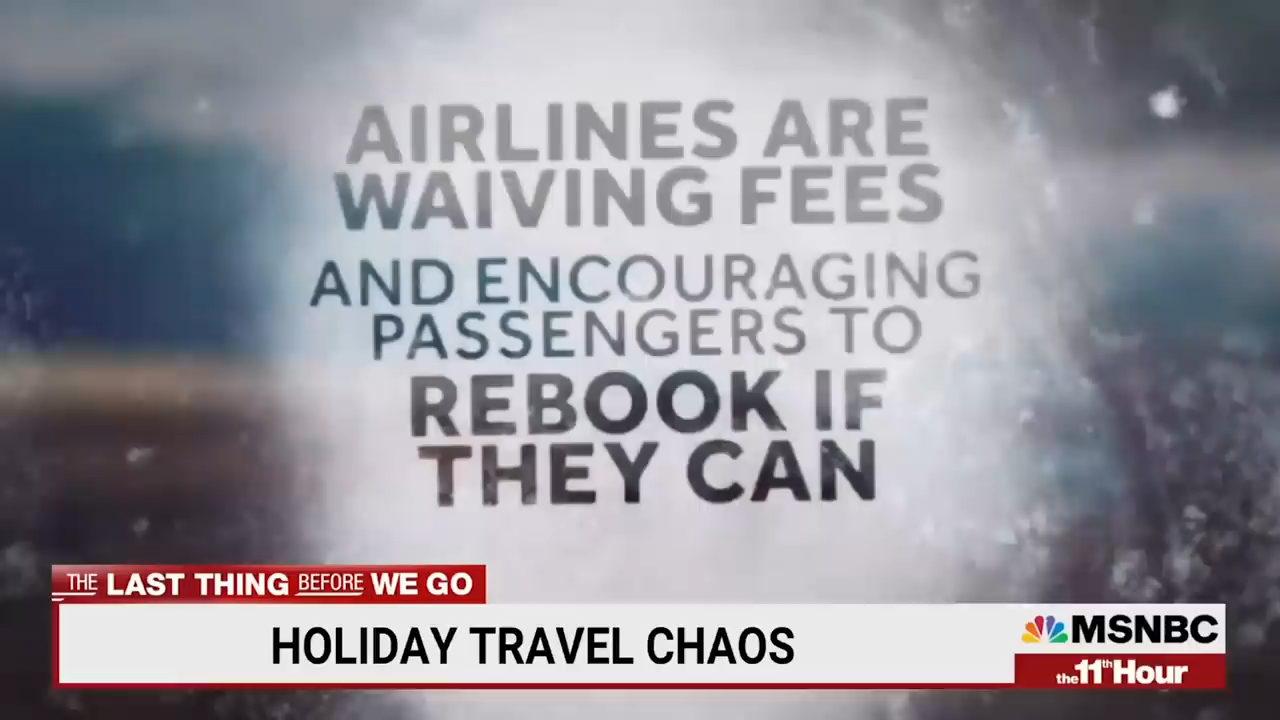 AIRLINES ARE
WAIVING FEES
AND ENCOURAGING
PASSENGERS TO
REBOOK IF
THEY CAN
THE LAST THING BEFORE WE GO
HOLIDAY TRAVEL CHAOS
MSNBC
the 11th Hour